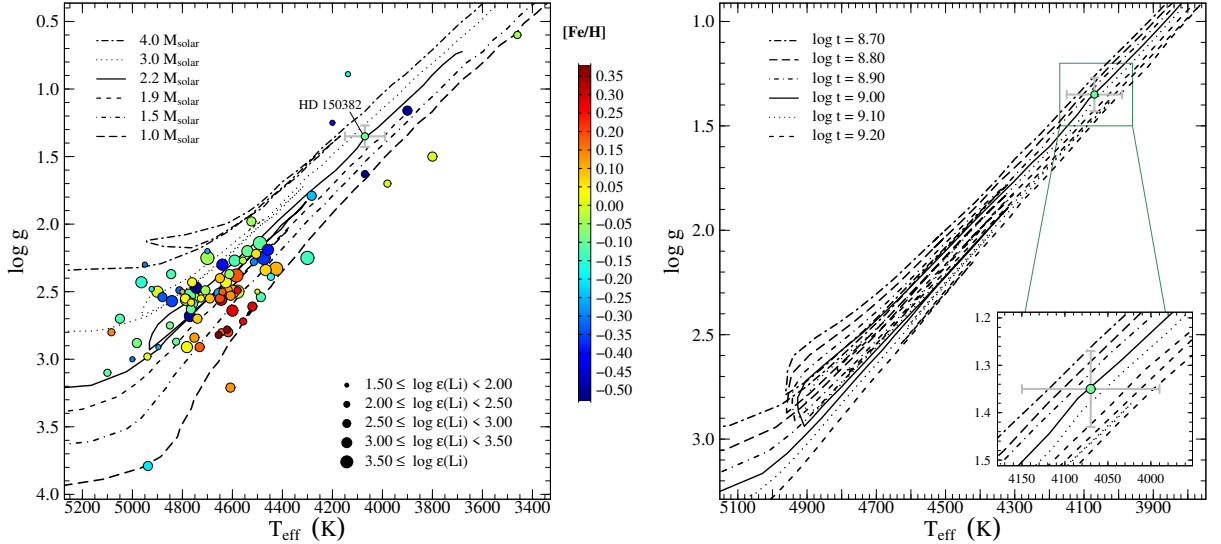 0.5
1.0
1.5
2.0
2.5
3.0
3.5
4.0
log g
4.0 Msolar
3.0 Msolar
2.2 Msolar
1.9 Msolar
1.5 Msolar
1.0 Msolar
HD 150382
1.50 ≤ log ε(Li) < 2.00
2.00 ≤ log ε(Li) < 2.50
2.50 ≤ log ε(Li) < 3.00
3.00 ≤ log ε(Li) < 3.50
3.50 ≤ log ε(Li)
5200 5000 4800 4600 4400 4200 4000 3800 3600 3400
Teff (K)
[Fe/H]
0.35
0.30
0.25
0.20
0.15
0.10
0.05
0.00
−0.05
−0.10
−0.15
−0.20
−0.25
−0.30
−0.35
−0.40
−0.45
−0.50
1.0
1.5
2.0
2.5
3.0
log g
log t = 8.70
log t = 8.80
log t = 8.90
log t = 9.00
log t = 9.10
log t = 9.20
1.2
1.3
1.4
1.5
4150 4100 4050 4000
5100 4900 4700 4500 4300 4100 3900
Teff (K)